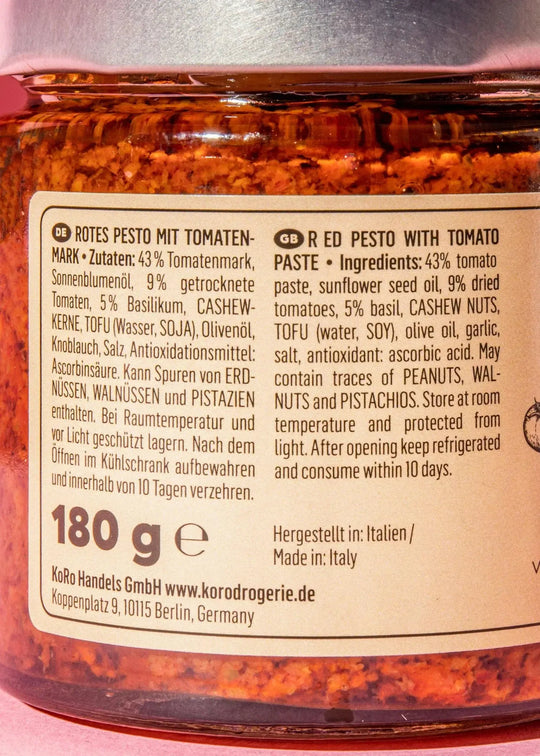 DE ROTES PESTO MIT TOMATEN-
MARK • Zutaten: 43 % Tomatenmark,
Sonnenblumenöl, 9 % getrocknete
Tomaten, 5 % Basilikum, CASHEW-
KERNE, TOFU (Wasser, SOJA), Olivenöl,
Knoblauch, Salz, Antioxidationsmittel:
Ascorbinsäure. Kann Spuren von ERD-
NÜSSEN, WALNÜSSEN und PISTAZIEN
enthalten. Bei Raumtemperatur und
vor Licht geschützt lagern. Nach dem
Öffnen im Kühlschrank aufbewahren
und innerhalb von 10 Tagen verzehren.
GB R ED PESTO WITH TOMATO
PASTE • Ingredients: 43% tomato
paste, sunflower seed oil, 9% dried
tomatoes, 5% basil, CASHEW NUTS,
TOFU (water, SOY), olive oil, garlic,
salt, antioxidant: ascorbic acid. May
contain traces of PEANUTS, WAL-
NUTS and PISTACHIOS. Store at room
temperature and protected from
light. After opening keep refrigerated
and consume within 10 days.
180 g ℮
Hergestellt in: Italien /
Made in: Italy
KoRo Handels GmbH www.korodrogerie.de
Koppenplatz 9, 10115 Berlin, Germany